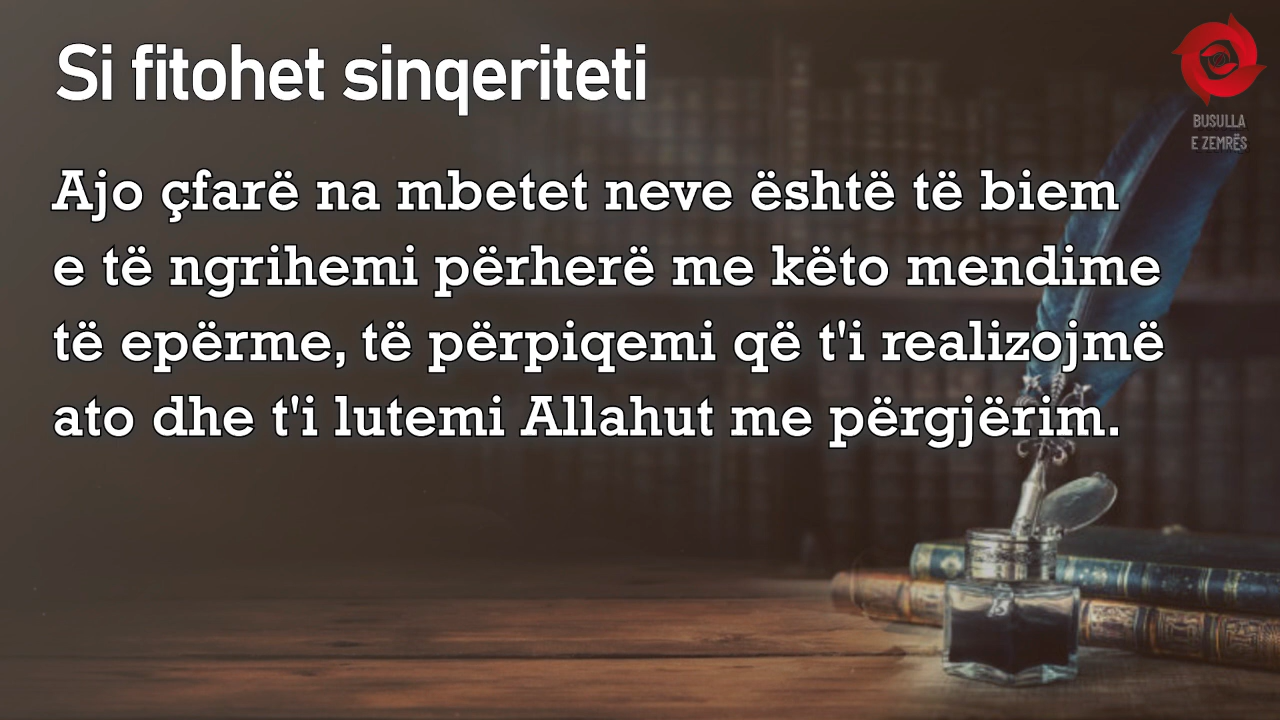 Si fitohet sinqeriteti
BUSULLA
E ZEMRËS
Ajo çfarë na mbetet neve është të biem
e të ngrihemi përherë me këto mendime
të epërme, të përpiqemi që t'i realizojmë
ato dhe t'i lutemi Allahut me përgjërim.